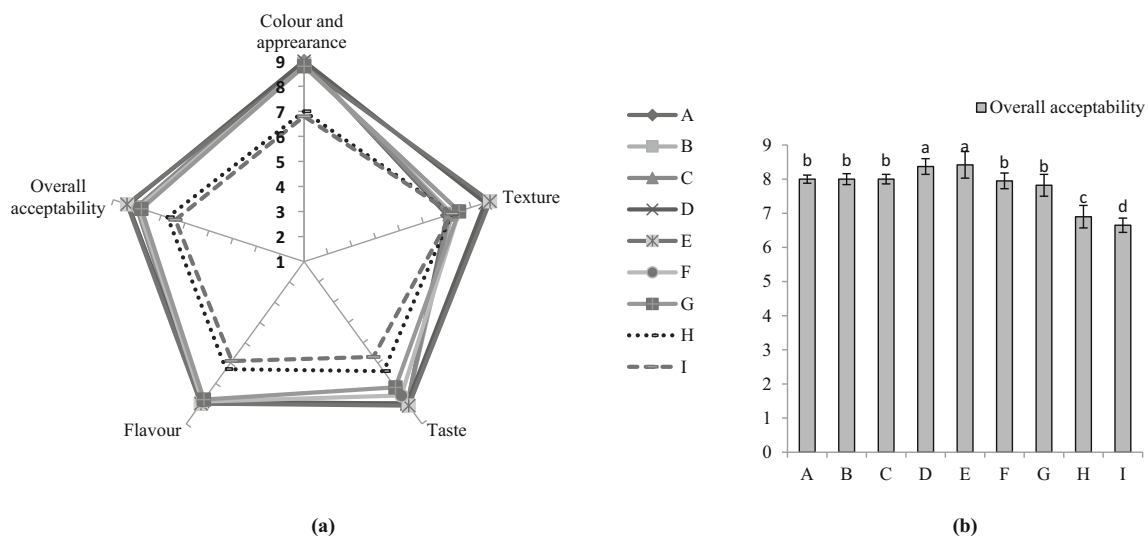 Colour and
apprearance
9
8
7
6
5
4
3
2
1
Texture
Taste
Flavour
Overall
acceptability
A
B
C
D
E
F
G
H
I
(a)
Overall acceptability
9
8
7
6
5
4
3
2
1
0
b b b a a b b c d
A B C D E F G H I
(b)